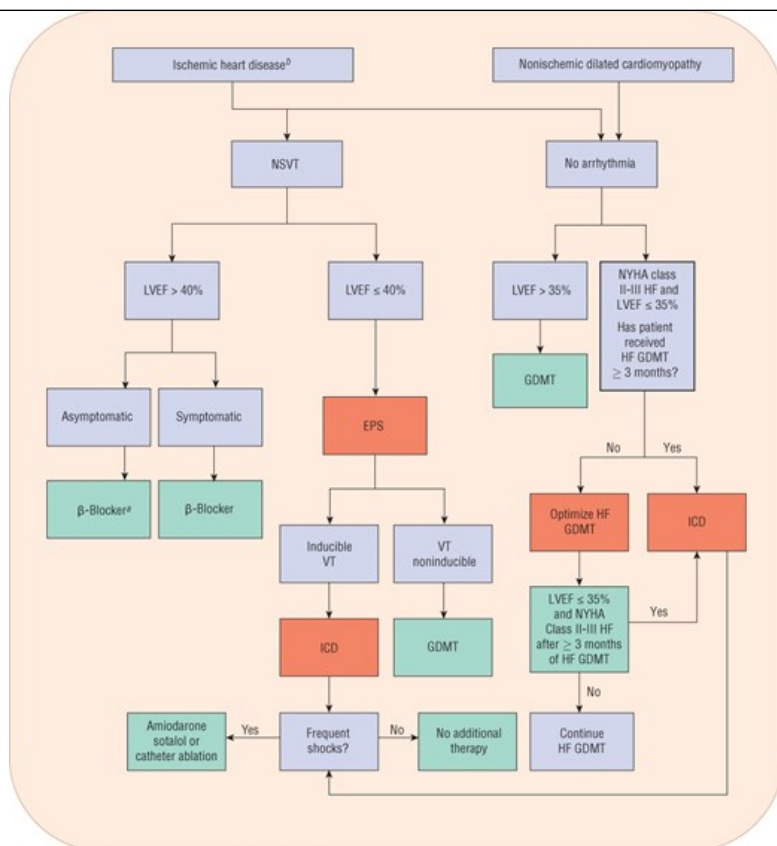 Ischemic heart diseaseᵇ
Nonischemic dilated cardiomyopathy
NSVT
No arrhythmia
LVEF > 40%
LVEF ≤ 40%
LVEF > 35%
NYHA class
II-III HF and
LVEF ≤ 35%
Has patient
received
HF GDMT
≥ 3 months?
GDMT
Asymptomatic
Symptomatic
EPS
No
Yes
β-Blockerᵃ
β-Blocker
Optimize HF
GDMT
ICD
Inducible
VT
VT
noninducible
LVEF ≤ 35%
and NYHA
Class II-III HF
after ≥ 3 months
of HF GDMT
Yes
ICD
GDMT
No
Amiodarone
sotalol or
catheter ablation
Yes
Frequent
shocks?
No
No additional
therapy
Continue
HF GDMT